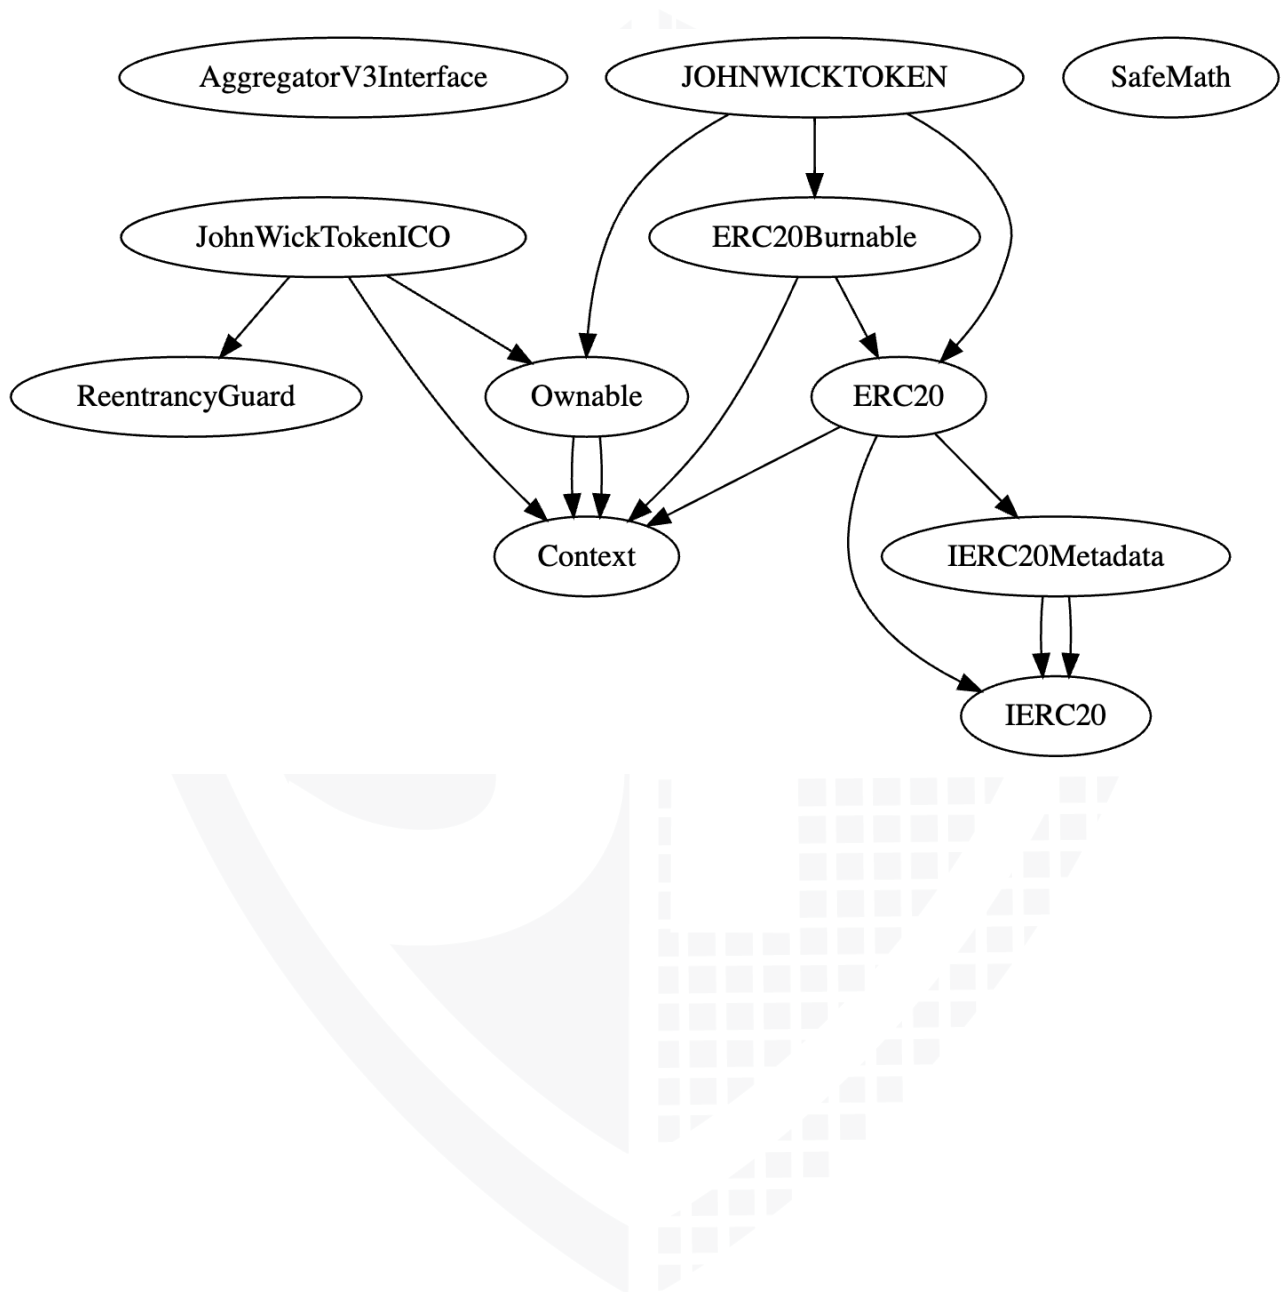 AggregatorV3Interface
JOHNWICKTOKEN
SafeMath
JohnWickTokenICO
ERC20Burnable
ReentrancyGuard
Ownable
ERC20
Context
IERC20Metadata
IERC20